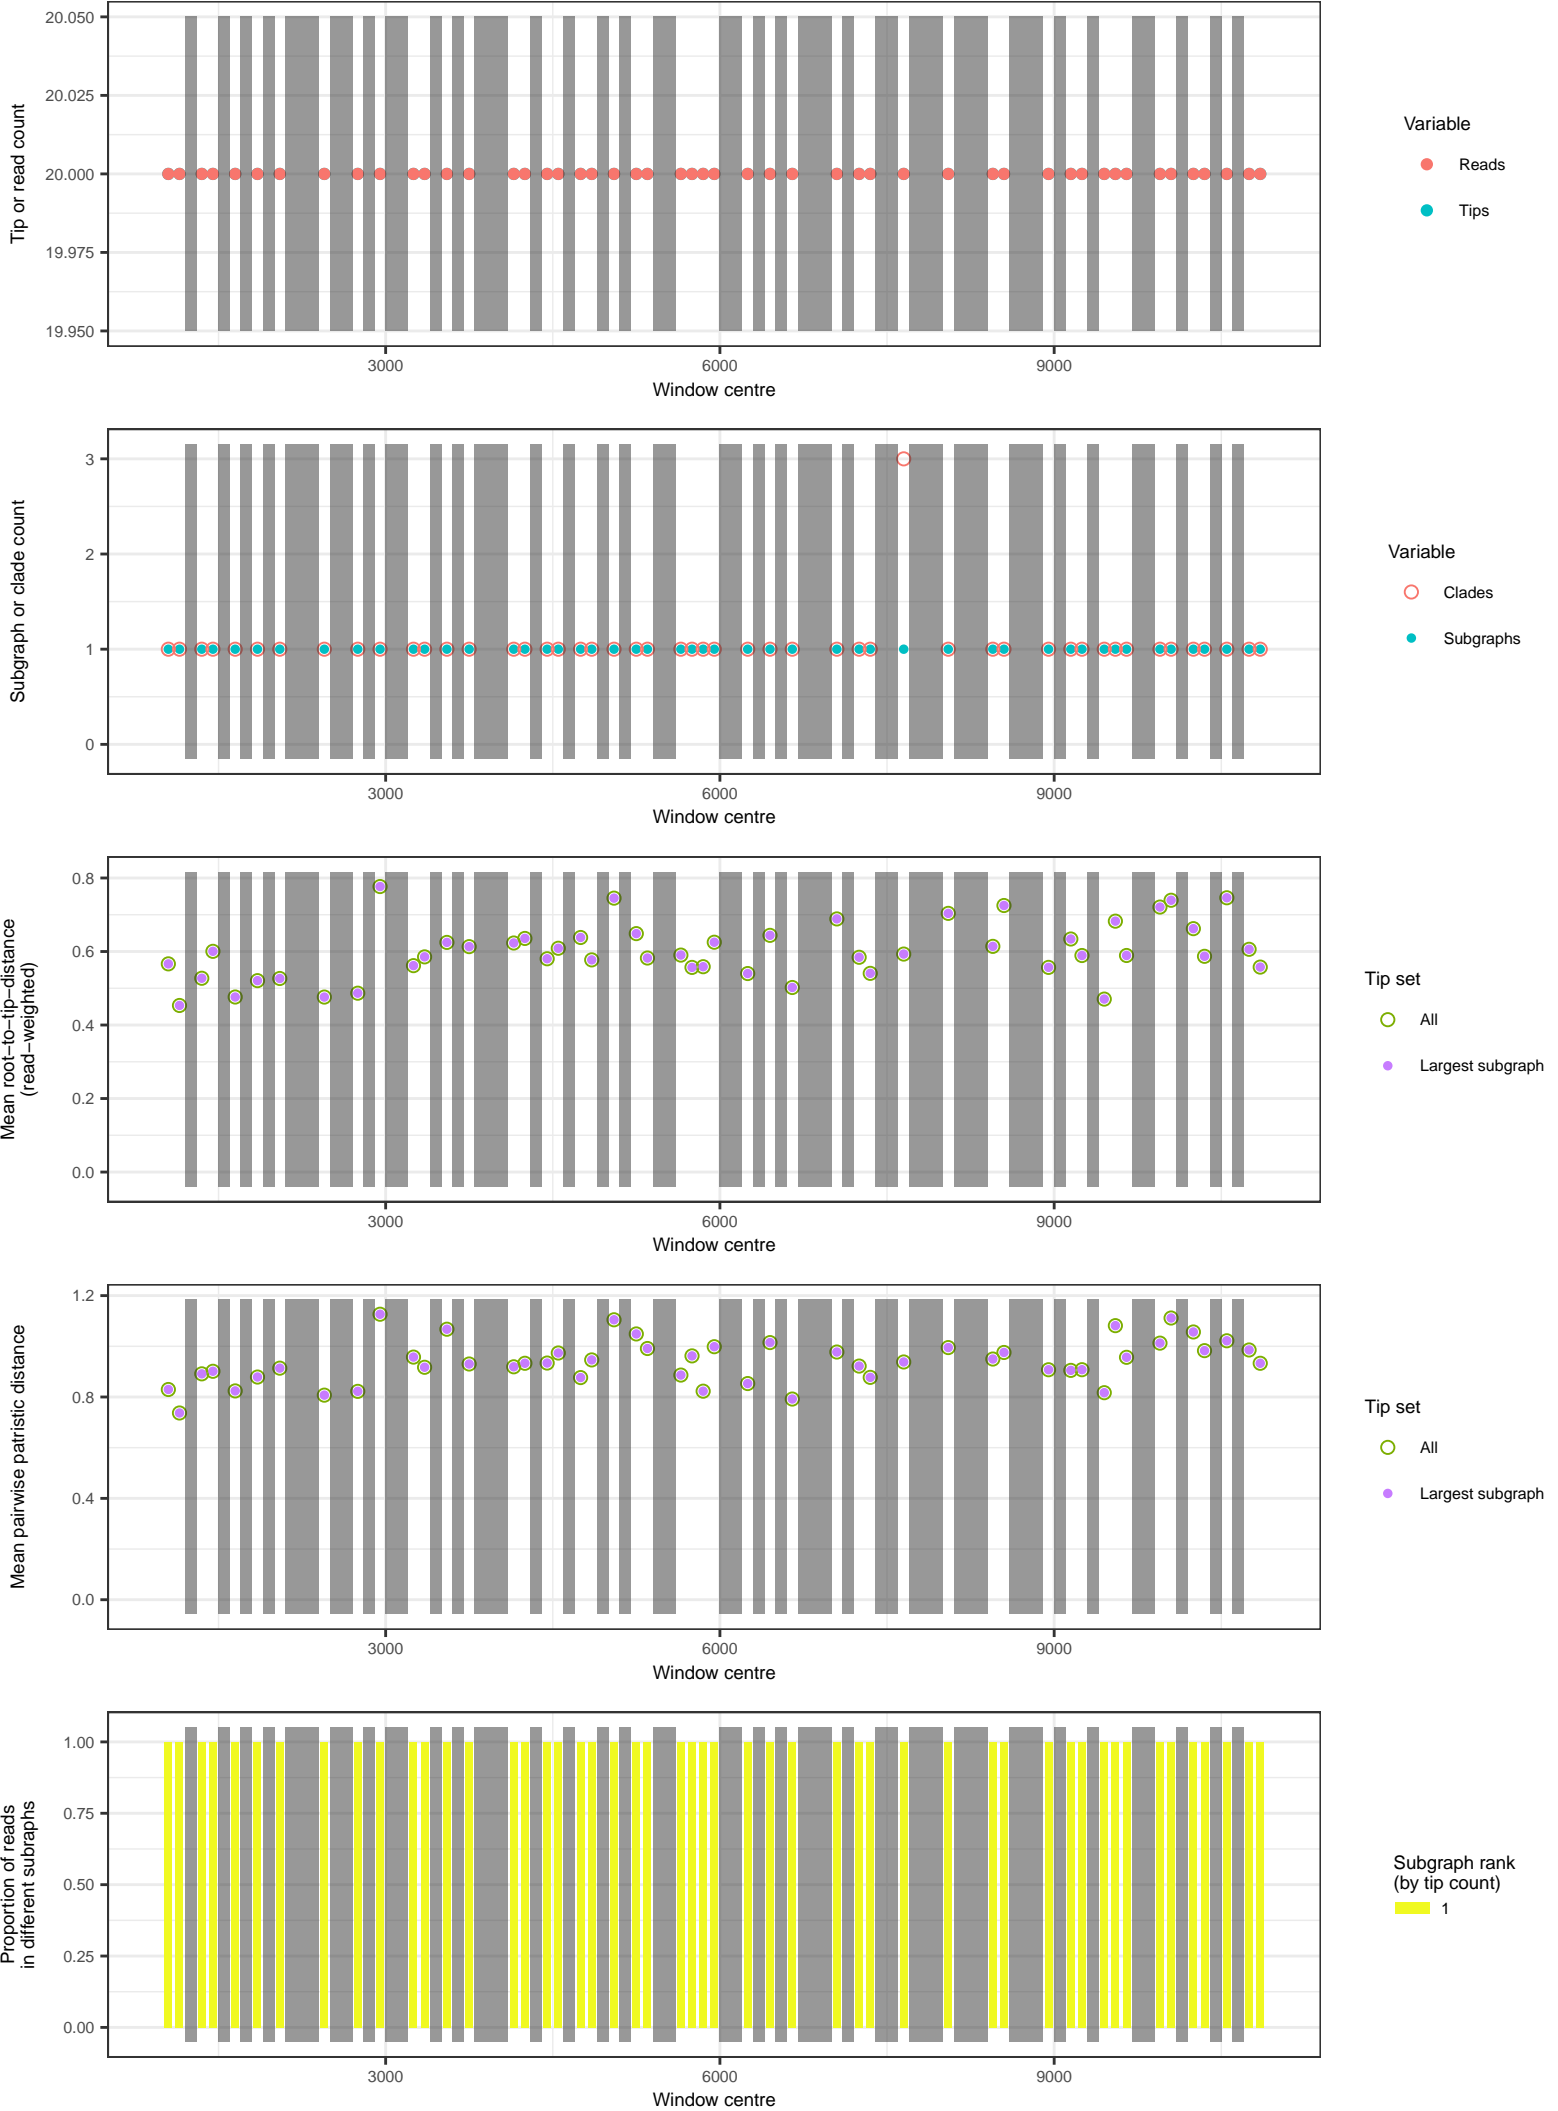 20.050
20.025
20.000
19.975
19.950
Tip or read count
3000
6000
9000
Window centre
Variable
Reads
Tips
3
2
1
0
Subgraph or clade count
3000
6000
9000
Window centre
Variable
Clades
Subgraphs
0.8
0.6
0.4
0.2
0.0
Mean root−to−tip−distance
(read−weighted)
3000
6000
9000
Window centre
Tip set
All
Largest subgraph
1.2
0.8
0.4
0.0
Mean pairwise patristic distance
3000
6000
9000
Window centre
Tip set
All
Largest subgraph
1.00
0.75
0.50
0.25
0.00
Proportion of reads
in different subraphs
3000
6000
9000
Window centre
Subgraph rank
(by tip count)
1